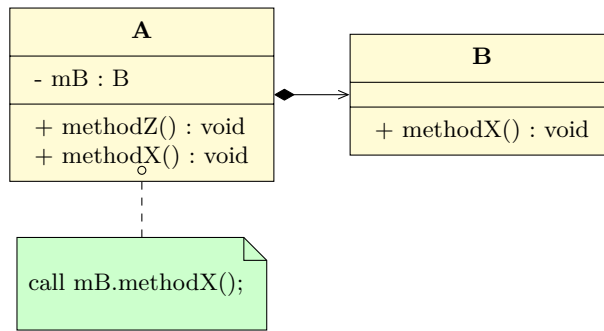 A
- mB : B
+ methodZ() : void
+ methodX() : void
B
+ methodX() : void
call mB.methodX();